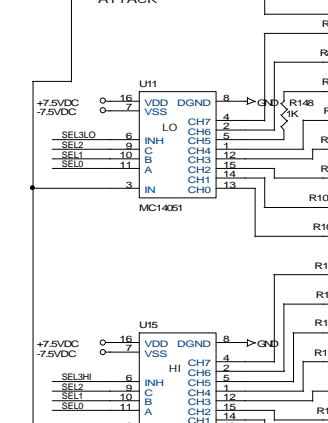 ATTACK
R
R
R
R
R
R10
R10
U11
+7.5VDC 16 VDD DGND 8 GND R148
-7.5VDC 7 VSS 1K
LO CH7 4
CH6 2
SEL3LO 6 INH CH5 5
SEL2 9 C CH4 1
SEL1 10 B CH3 12
SEL0 11 A CH2 15
CH1 14
3 IN CH0 13
MC14051
R1
R1
R1
R1
R1
U15
+7.5VDC 16 VDD DGND 8 GND
-7.5VDC 7 VSS
HI CH7 4
CH6 2
SEL3HI 6 INH CH5 5
SEL2 9 C CH4 1
SEL1 10 B CH3 12
SEL0 11 A CH2 15
CH1 14